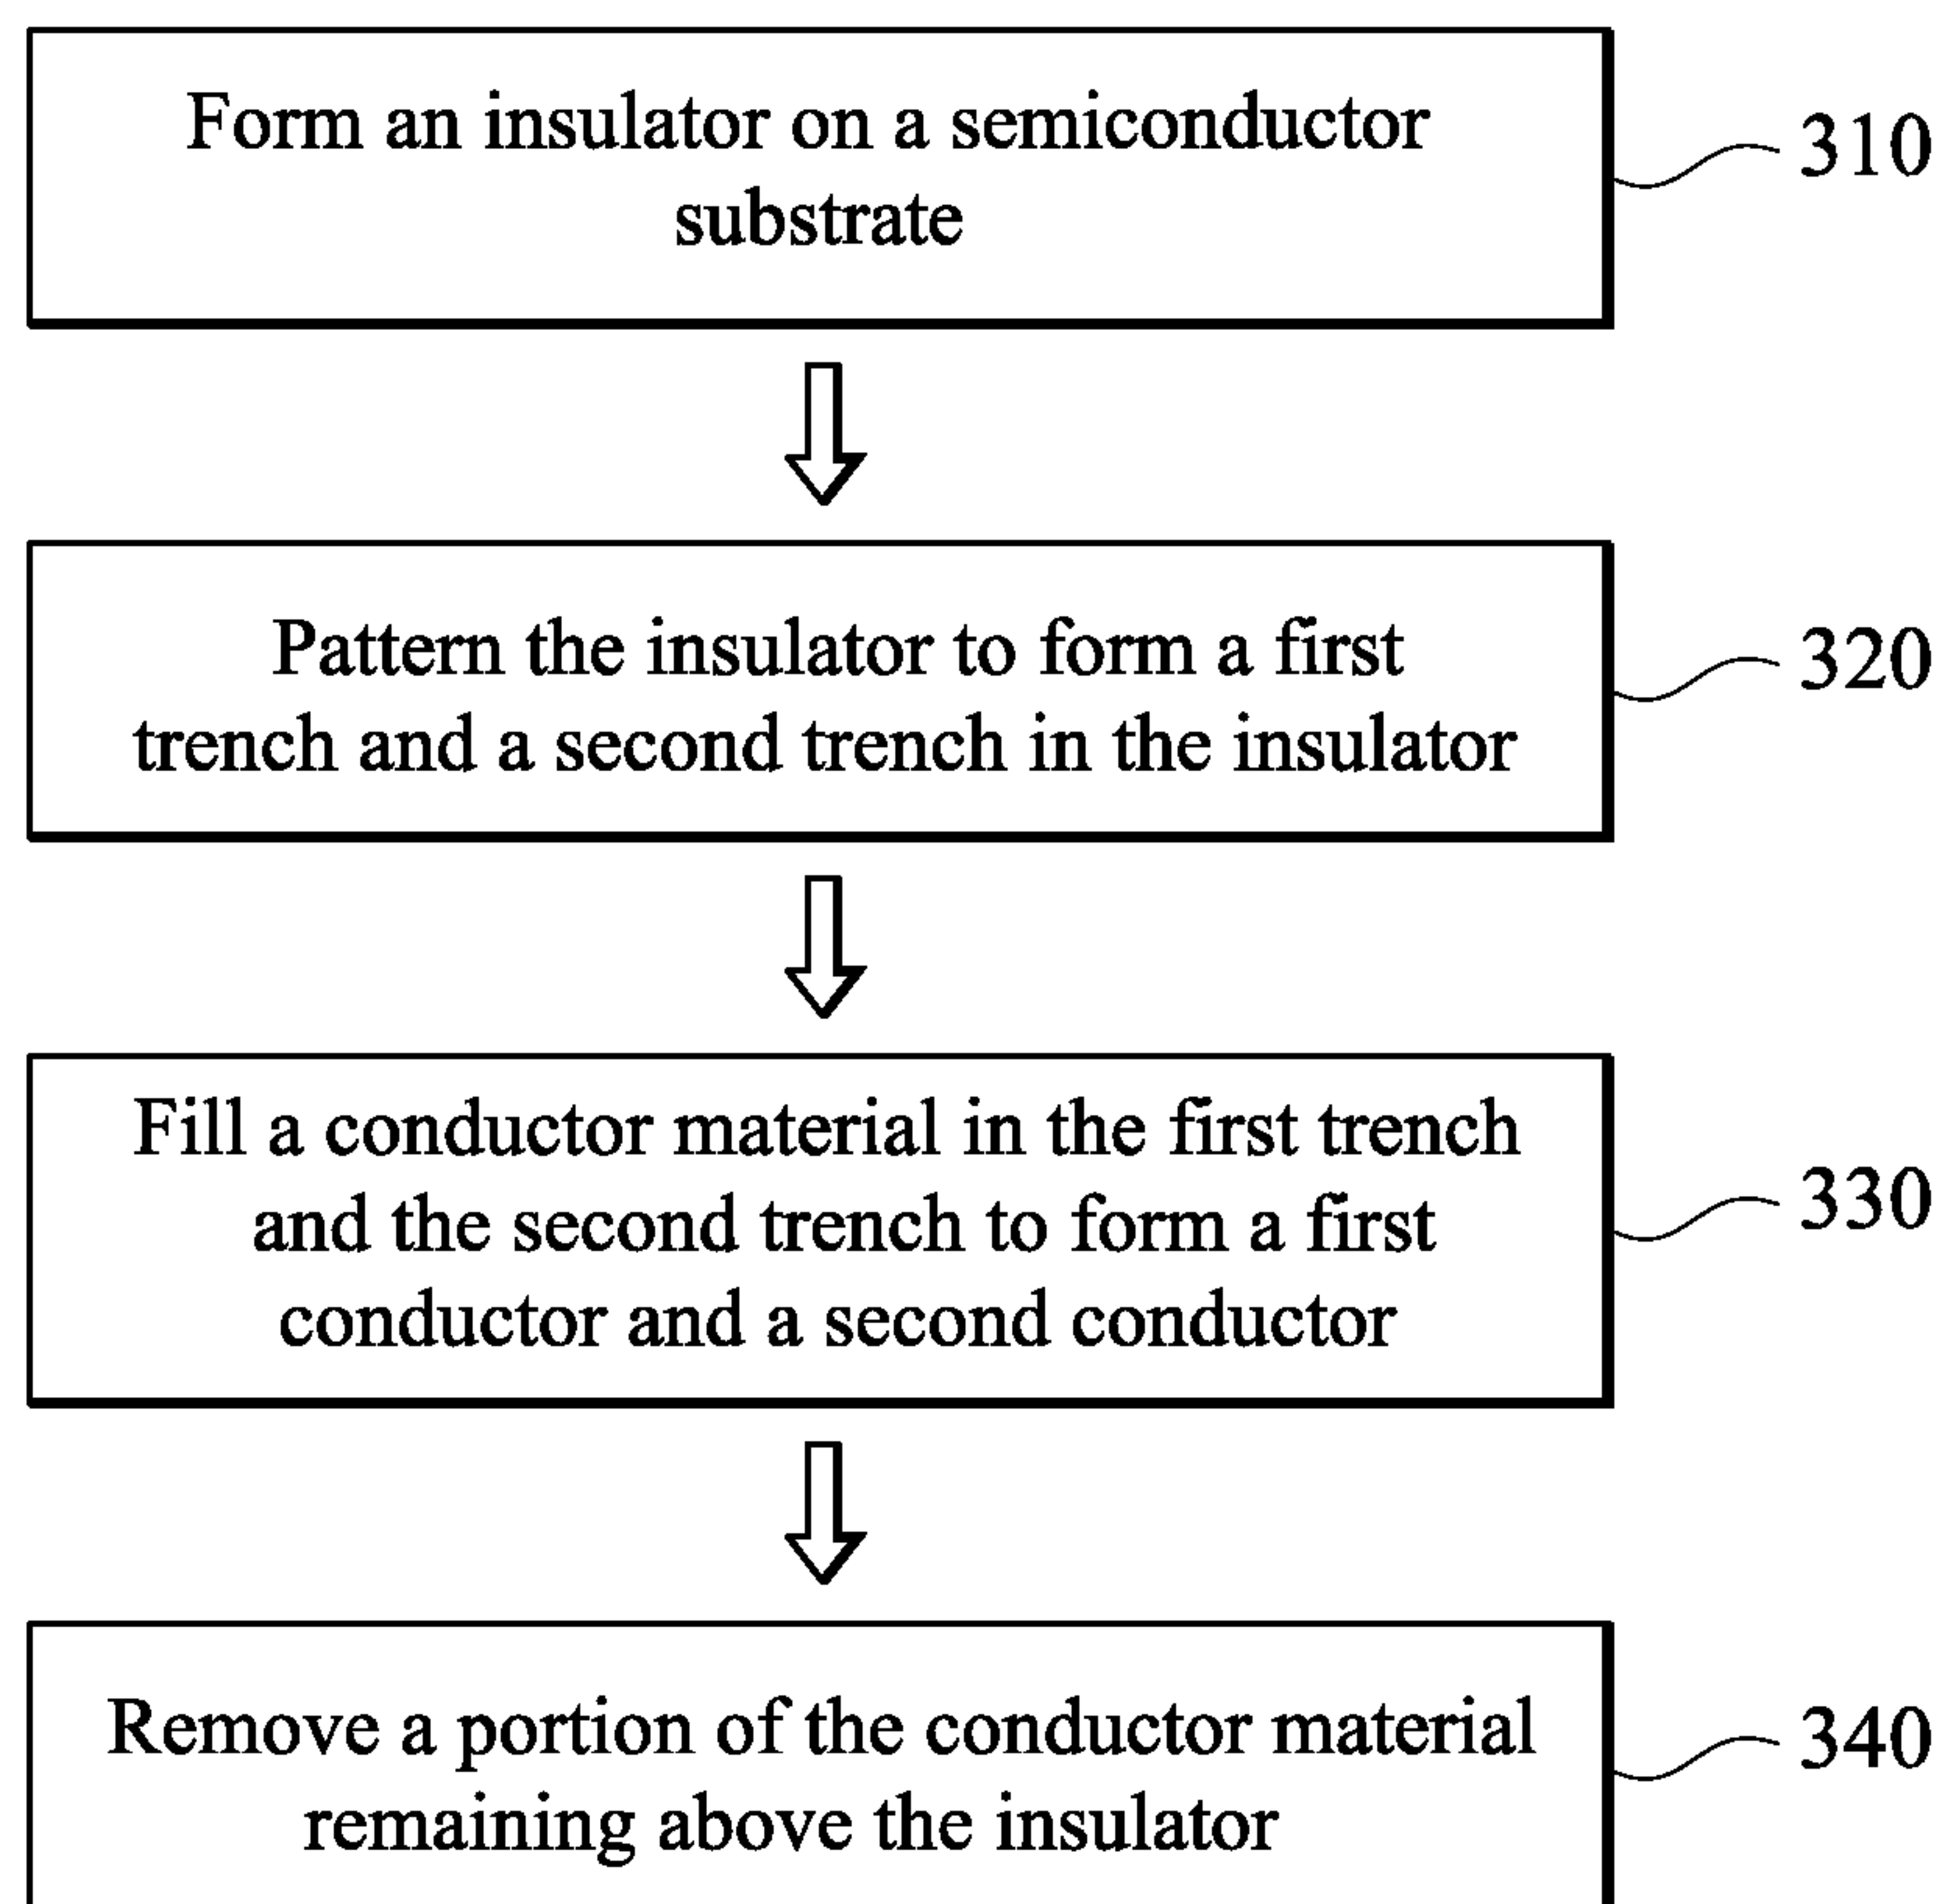 Form an insulator on a semiconductor
substrate
310
Pattern the insulator to form a first
trench and a second trench in the insulator
320
Fill a conductor material in the first trench
and the second trench to form a first
conductor and a second conductor
330
Remove a portion of the conductor material
remaining above the insulator
340